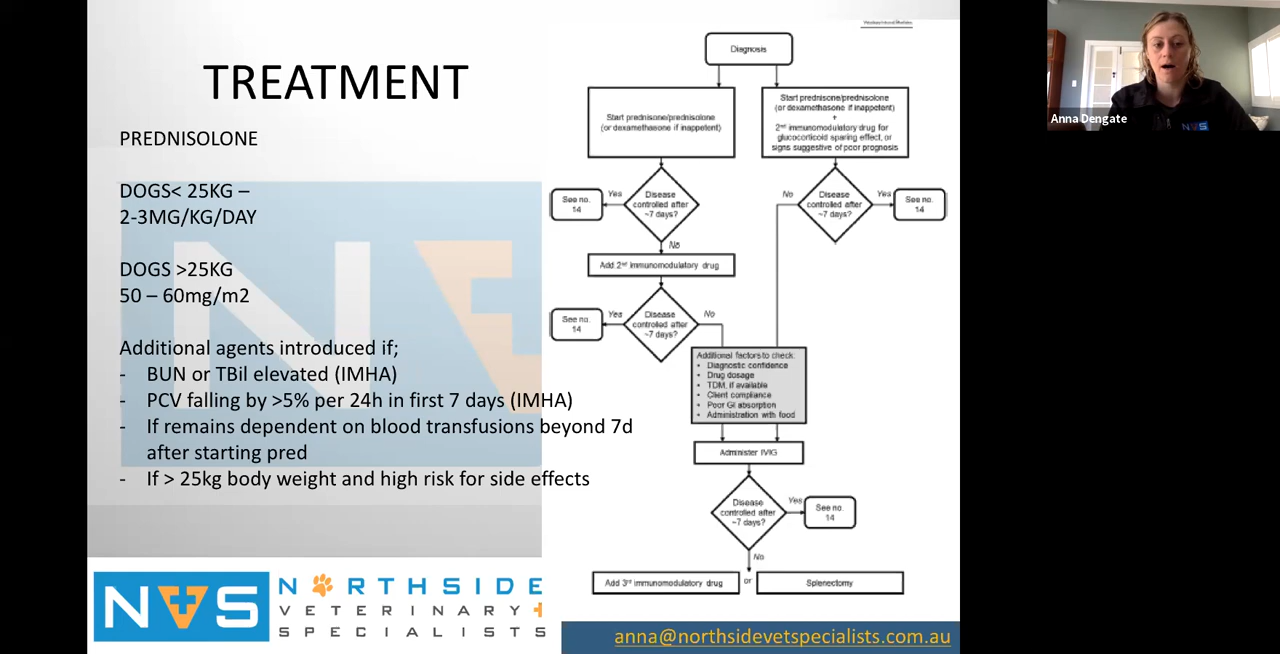 TREATMENT
PREDNISOLONE
DOGS< 25KG –
2-3MG/KG/DAY
DOGS >25KG
50 – 60mg/m2
Additional agents introduced if;
- BUN or TBil elevated (IMHA)
- PCV falling by >5% per 24h in first 7 days (IMHA)
- If remains dependent on blood transfusions beyond 7d
after starting pred
- If > 25kg body weight and high risk for side effects
NVS
NORTHSIDE
VETERINARY
SPECIALISTS
Diagnosis
Start prednisone/prednisolone
(or dexamethasone if inappetent)
Start prednisone/prednisolone
(or dexamethasone if inappetent)
+
2nd immunomodulatory drug for
glucocorticoid sparing effect, or
signs suggestive of poor prognosis
See no.
14
Yes
Disease
controlled after
~7 days?
No
No
Disease
controlled after
~7 days?
Yes
See no.
14
Add 2nd immunomodulatory drug
See no.
14
Yes
Disease
controlled after
~7 days?
No
Additional factors to check:
• Diagnostic confidence
• Drug dosage
• TDM, if available
• Client compliance
• Poor GI absorption
• Administration with food
Administer IVIG
Disease
controlled after
~7 days?
Yes
See no.
14
No
Add 3rd immunomodulatory drug
or
Splenectomy
anna@northsidevetspecialists.com.au
Anna Dengate
NVS